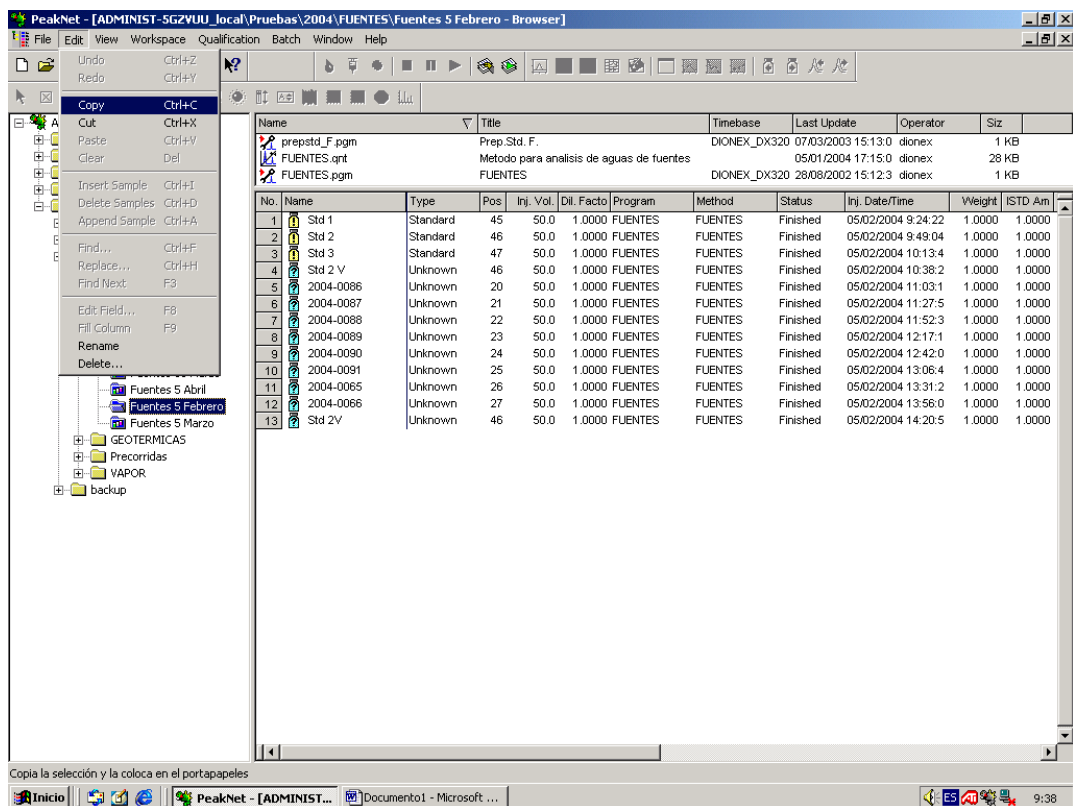 PeakNet - [ADMINIST-5GZVUU_local\Pruebas\2004\FUENTES\Fuentes 5 Febrero - Browser]
File Edit View Workspace Qualification Batch Window Help
Undo Ctrl+Z
Redo Ctrl+Y
Copy Ctrl+C
Cut Ctrl+X
Paste Ctrl+V
Clear Del
Insert Sample Ctrl+I
Delete Samples Ctrl+D
Append Sample Ctrl+A
Find... Ctrl+F
Replace... Ctrl+H
Find Next F3
Edit Field... F8
Fill Column F9
Rename
Delete...
Fuentes 5 Abril
Fuentes 5 Febrero
Fuentes 5 Marzo
GEOTERMICAS
Precorridas
VAPOR
backup
Name Title Timebase Last Update Operator Siz
prepstd_F.pgm Prep.Std. F. DIONEX_DX320 07/03/2003 15:13:0 dionex 1 KB
FUENTES.qnt Metodo para analisis de aguas de fuentes 05/01/2004 17:15:0 dionex 28 KB
FUENTES.pgm FUENTES DIONEX_DX320 28/08/2002 15:12:3 dionex 1 KB
No. Name Type Pos Inj. Vol. Dil. Facto Program Method Status Inj. Date/Time Weight ISTD Am
1 Std 1 Standard 45 50.0 1.0000 FUENTES FUENTES Finished 05/02/2004 9:24:22 1.0000 1.0000
2 Std 2 Standard 46 50.0 1.0000 FUENTES FUENTES Finished 05/02/2004 9:49:04 1.0000 1.0000
3 Std 3 Standard 47 50.0 1.0000 FUENTES FUENTES Finished 05/02/2004 10:13:4 1.0000 1.0000
4 Std 2 V Unknown 46 50.0 1.0000 FUENTES FUENTES Finished 05/02/2004 10:38:2 1.0000 1.0000
5 2004-0086 Unknown 20 50.0 1.0000 FUENTES FUENTES Finished 05/02/2004 11:03:1 1.0000 1.0000
6 2004-0087 Unknown 21 50.0 1.0000 FUENTES FUENTES Finished 05/02/2004 11:27:5 1.0000 1.0000
7 2004-0088 Unknown 22 50.0 1.0000 FUENTES FUENTES Finished 05/02/2004 11:52:3 1.0000 1.0000
8 2004-0089 Unknown 23 50.0 1.0000 FUENTES FUENTES Finished 05/02/2004 12:17:1 1.0000 1.0000
9 2004-0090 Unknown 24 50.0 1.0000 FUENTES FUENTES Finished 05/02/2004 12:42:0 1.0000 1.0000
10 2004-0091 Unknown 25 50.0 1.0000 FUENTES FUENTES Finished 05/02/2004 13:06:4 1.0000 1.0000
11 2004-0065 Unknown 26 50.0 1.0000 FUENTES FUENTES Finished 05/02/2004 13:31:2 1.0000 1.0000
12 2004-0066 Unknown 27 50.0 1.0000 FUENTES FUENTES Finished 05/02/2004 13:56:0 1.0000 1.0000
13 Std 2V Unknown 46 50.0 1.0000 FUENTES FUENTES Finished 05/02/2004 14:20:5 1.0000 1.0000
Copia la selección y la coloca en el portapapeles
Inicio PeakNet - [ADMINIST... Documento1 - Microsoft ... ES 9:38